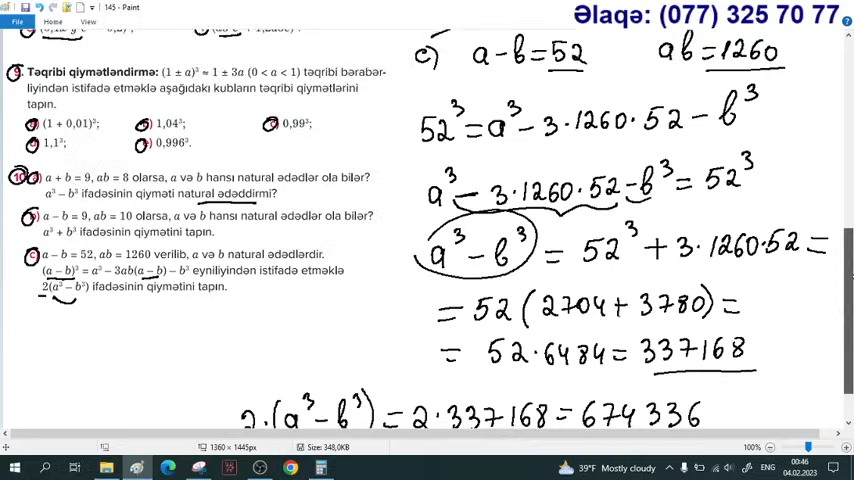 145 - Paint
Əlaqə: (077) 325 70 77
File Home View
9. Təqribi qiymətləndirmə: (1 ± a)³ ≈ 1 ± 3a (0 < a < 1) təqribi bərabər-
liyindən istifadə etməklə aşağıdakı kubların təqribi qiymətlərini
tapın.
a) (1 + 0,01)³; b) 1,04³; c) 0,99³;
d) 1,1³; e) 0,996³.
10. a) a + b = 9, ab = 8 olarsa, a və b hansı natural ədədlər ola bilər?
a³ – b³ ifadəsinin qiyməti natural ədəddirmi?
b) a – b = 9, ab = 10 olarsa, a və b hansı natural ədədlər ola bilər?
a³ + b³ ifadəsinin qiymətini tapın.
c) a – b = 52, ab = 1260 verilib, a və b natural ədədlərdir.
(a – b)³ = a³ – 3ab(a – b) – b³ eyniliyindən istifadə etməklə
2(a³ – b³) ifadəsinin qiymətini tapın.
c) a-b=52 ab=1260
52³=a³-3·1260·52-b³
a³-3·1260·52-b³=52³
a³-b³=52³+3·1260·52=
=52(2704+3780)=
=52·6484=337168
2·(a³-b³)=2·337168=674336
1360 × 1445px Size: 348,0KB 100%
39°F Mostly cloudy ENG 00:46
04.02.2023